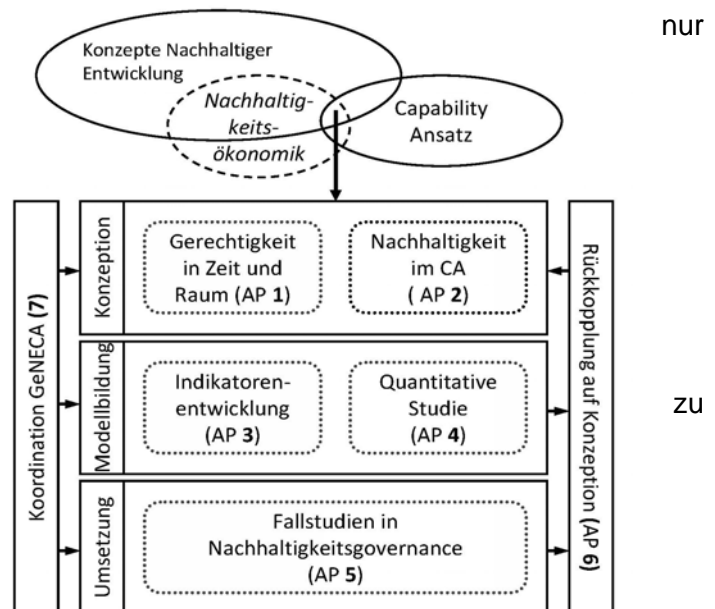 nur
Konzepte Nachhaltiger
Entwicklung
Nachhaltig-
keits-
ökonomik
Capability
Ansatz
Koordination GeNECA (7)
Konzeption
Gerechtigkeit
in Zeit und
Raum (AP 1)
Nachhaltigkeit
im CA
( AP 2)
Modellbildung
Indikatoren-
entwicklung
(AP 3)
Quantitative
Studie
(AP 4)
zu
Umsetzung
Fallstudien in
Nachhaltigkeitsgovernance
(AP 5)
Rückkopplung auf Konzeption (AP 6)